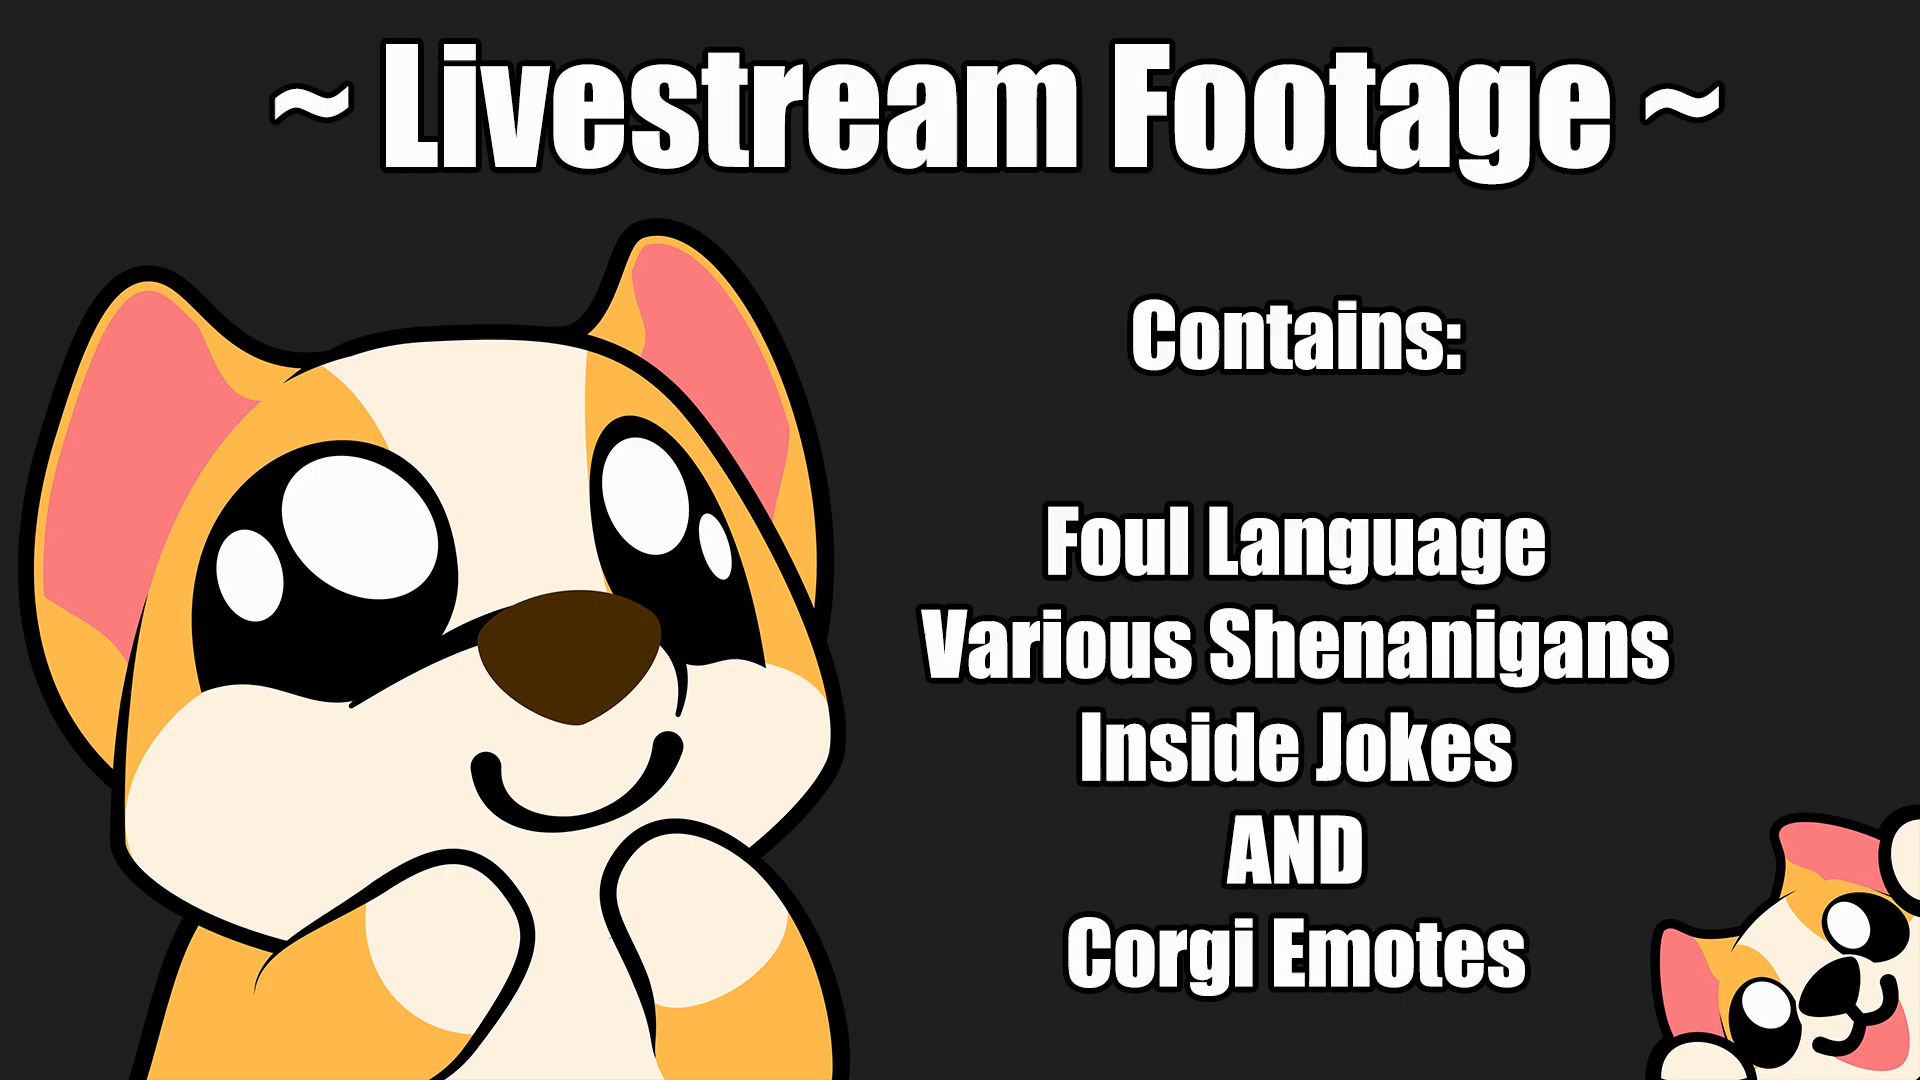 ~ Livestream Footage ~
Contains:
Foul Language
Various Shenanigans
Inside Jokes
AND
Corgi Emotes